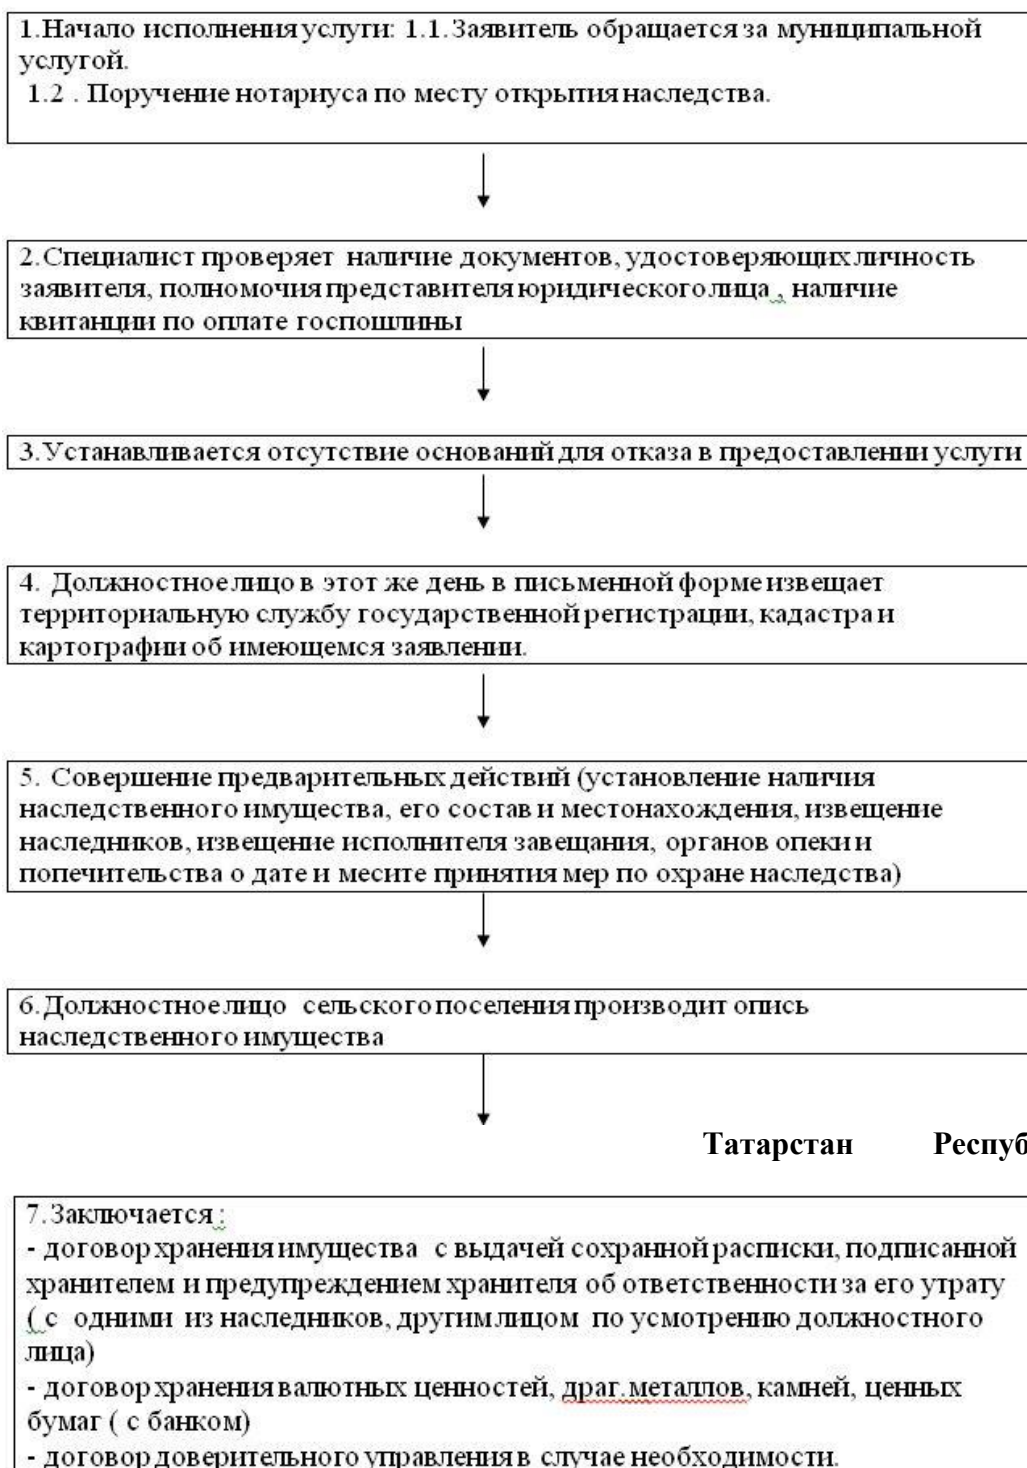 1.Начало исполнения услуги: 1.1.Заявитель обращается за муниципальной
услугой.
1.2 . Поручение нотариуса по месту открытия наследства.
2.Специалист проверяет наличие документов, удостоверяющих личность
заявителя, полномочия представителя юридического лица , наличие
квитанции по оплате госпошлины
3.Устанавливается отсутствие оснований для отказа в предоставлении услуги
4. Должностное лицо в этот же день в письменной форме извещает
территориальную службу государственной регистрации, кадастра и
картографии об имеющемся заявлении.
5. Совершение предварительных действий (установление наличия
наследственного имущества, его состав и местонахождения, извещение
наследников, извещение исполнителя завещания, органов опеки и
попечительства о дате и месите принятия мер по охране наследства)
6.Должностное лицо сельского поселения производит опись
наследственного имущества
Татарстан Респуб
7.Заключается :
- договор хранения имущества с выдачей сохранной расписки, подписанной
хранителем и предупреждением хранителя об ответственности за его утрату
( с одними из наследников, другим лицом по усмотрению должностного
лица)
- договор хранения валютных ценностей, драг.металлов, камней, ценных
бумаг ( с банком)
- договор доверительного управления в случае необходимости.